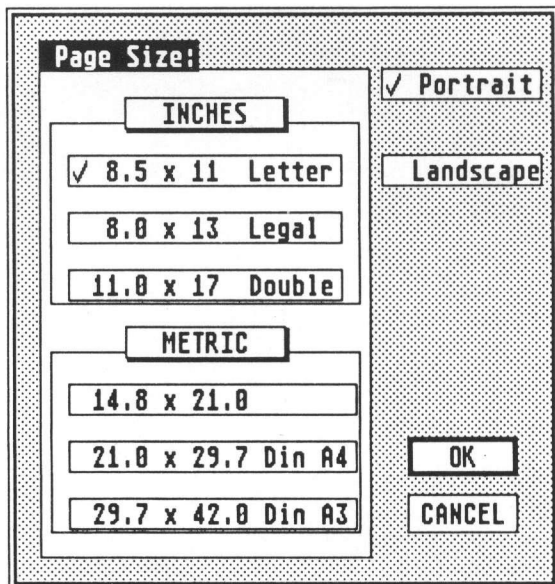 Page Size:
INCHES
✓ 8.5 x 11 Letter
8.0 x 13 Legal
11.0 x 17 Double
METRIC
14.8 x 21.0
21.0 x 29.7 Din A4
29.7 x 42.0 Din A3
✓ Portrait
Landscape
OK
CANCEL